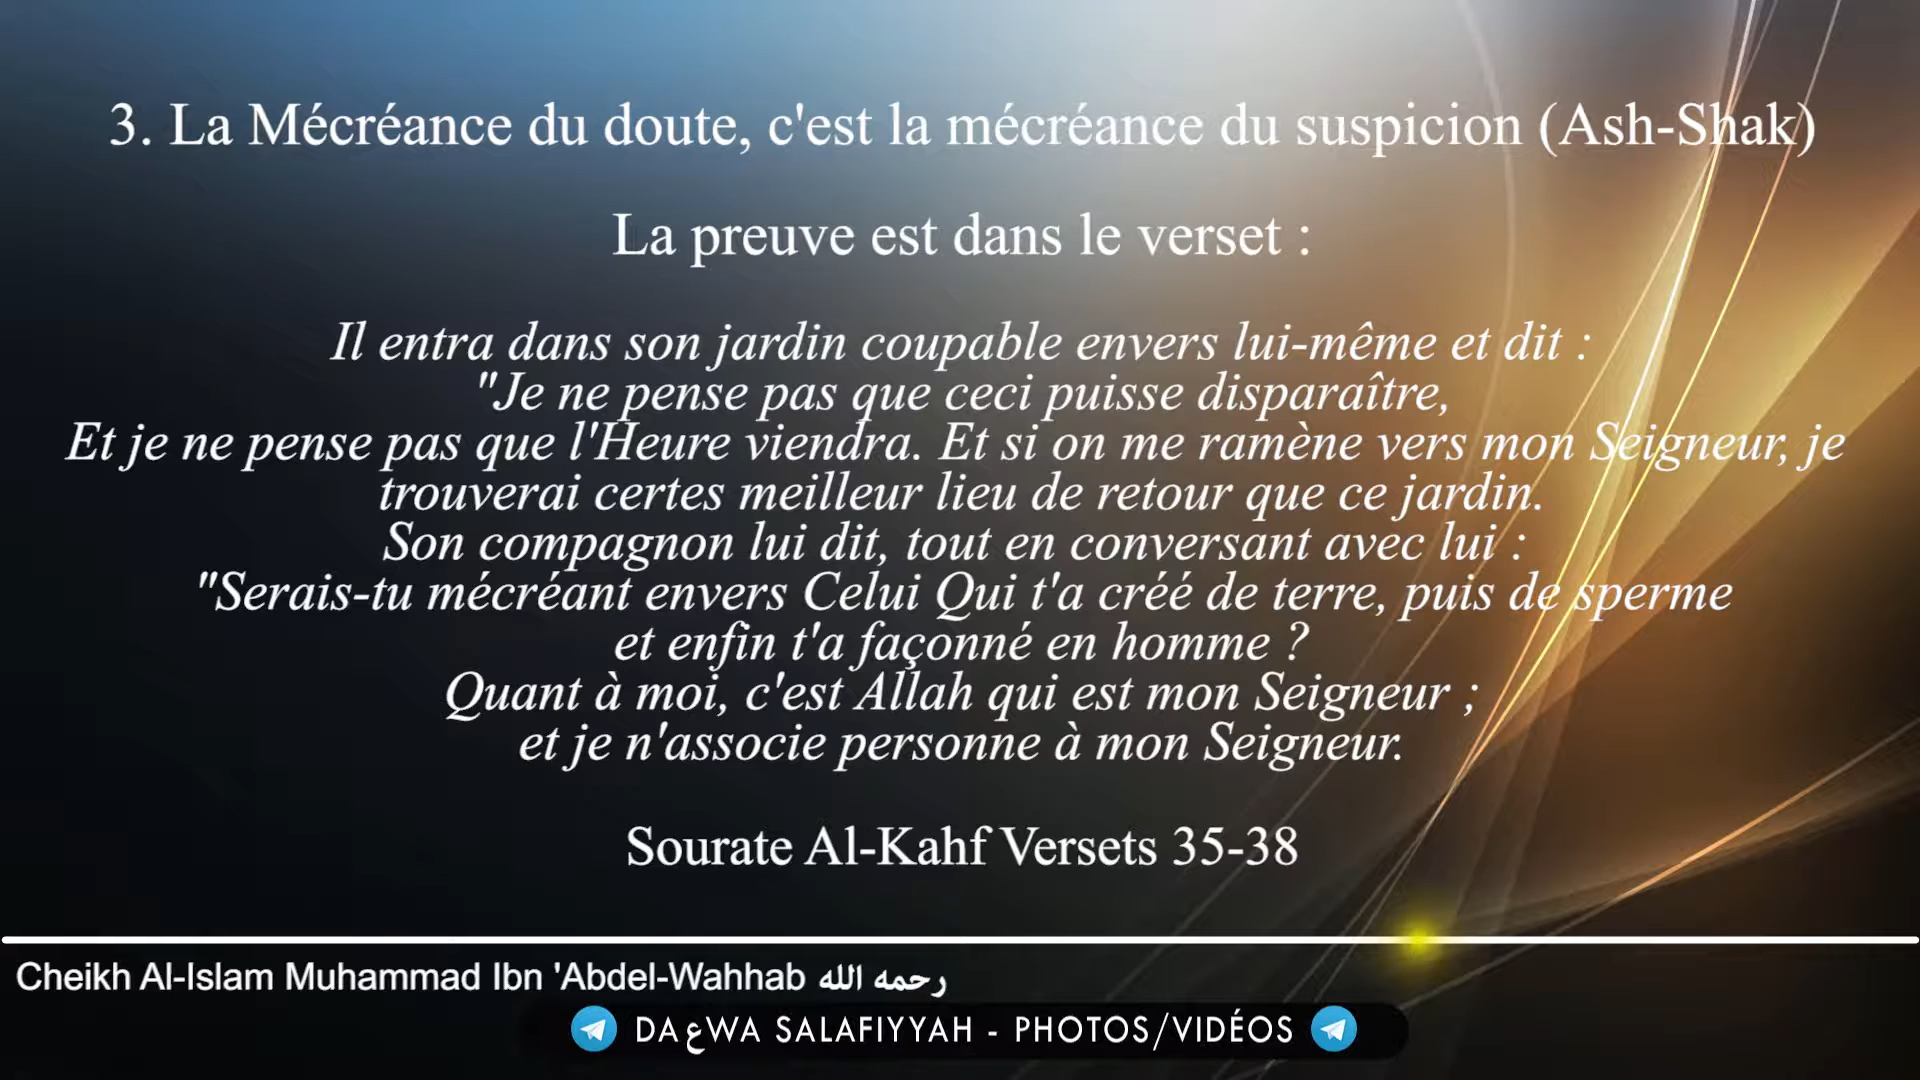 3. La Mécréance du doute, c'est la mécréance du suspicion (Ash-Shak)
La preuve est dans le verset :
Il entra dans son jardin coupable envers lui-même et dit :
"Je ne pense pas que ceci puisse disparaître,
Et je ne pense pas que l'Heure viendra. Et si on me ramène vers mon Seigneur, je
trouverai certes meilleur lieu de retour que ce jardin.
Son compagnon lui dit, tout en conversant avec lui :
"Serais-tu mécréant envers Celui Qui t'a créé de terre, puis de sperme
et enfin t'a façonné en homme ?
Quant à moi, c'est Allah qui est mon Seigneur ;
et je n'associe personne à mon Seigneur.
Sourate Al-Kahf Versets 35-38
Cheikh Al-Islam Muhammad Ibn 'Abdel-Wahhab رحمه الله
DAعWA SALAFIYYAH - PHOTOS/VIDÉOS